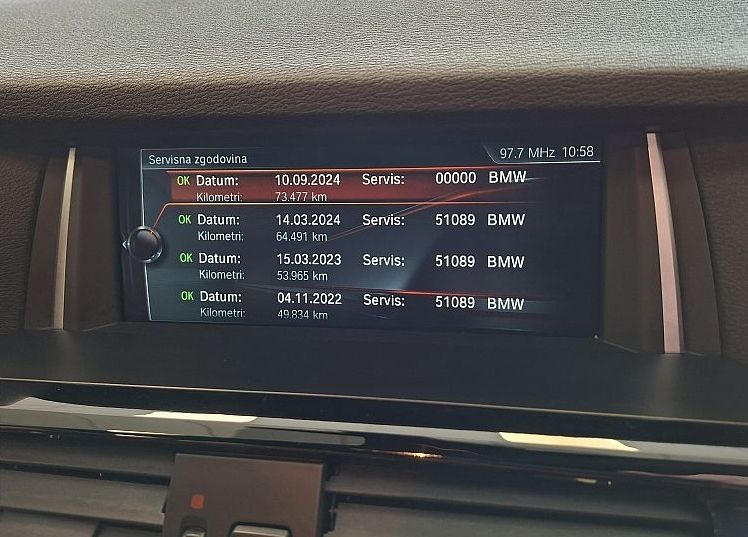 Servisna zgodovina 97.7 MHz 10:58
OK Datum: 10.09.2024 Servis: 00000 BMW
Kilometri: 73.477 km
OK Datum: 14.03.2024 Servis: 51089 BMW
Kilometri: 64.491 km
OK Datum: 15.03.2023 Servis: 51089 BMW
Kilometri: 53.965 km
OK Datum: 04.11.2022 Servis: 51089 BMW
Kilometri: 49.834 km